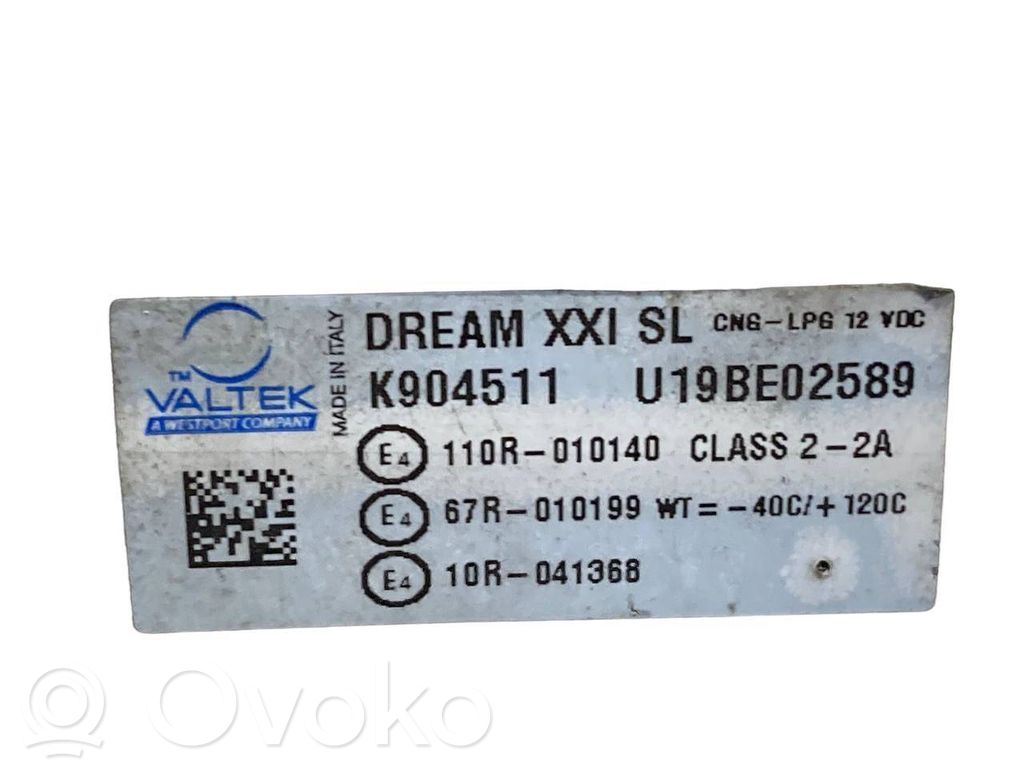 TM
VALTEK
A WESTPORT COMPANY
MADE IN ITALY
DREAM XXI SL CNG-LPG 12 VDC
K904511 U19BE02589
E4 110R-010140 CLASS 2-2A
E4 67R-010199 WT=-40C/+120C
E4 10R-041368
Ovoko